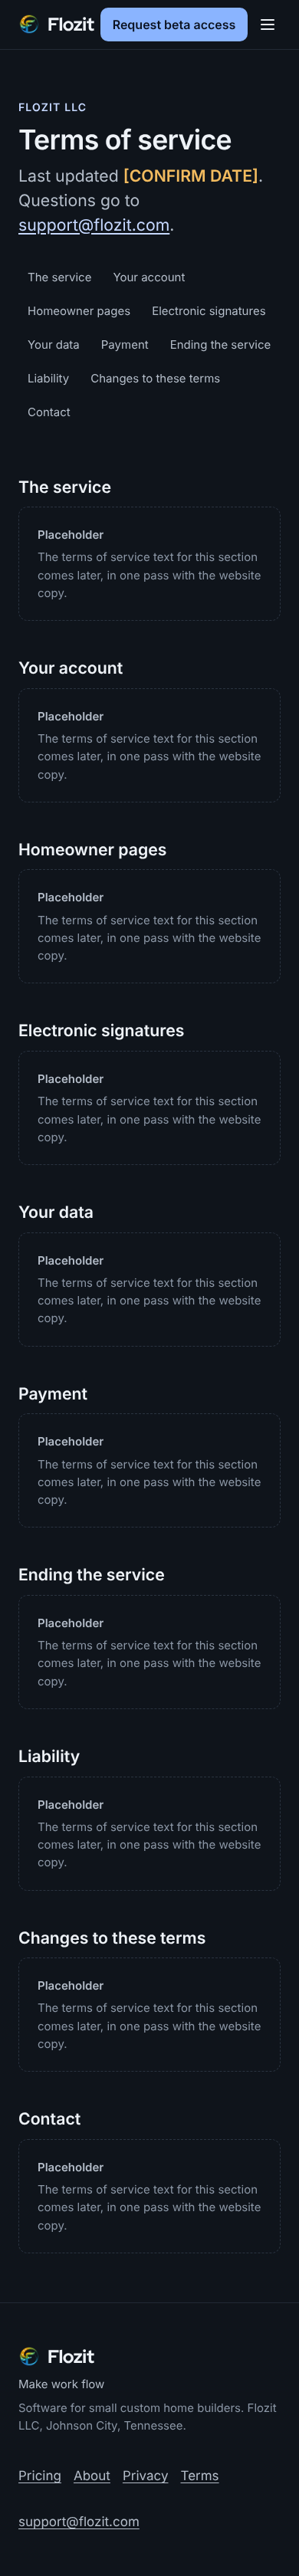 Flozit
Request beta access
FLOZIT LLC
Terms of service
Last updated [CONFIRM DATE].
Questions go to
support@flozit.com.
The service Your account
Homeowner pages Electronic signatures
Your data Payment Ending the service
Liability Changes to these terms
Contact
The service
Placeholder
The terms of service text for this section
comes later, in one pass with the website
copy.
Your account
Placeholder
The terms of service text for this section
comes later, in one pass with the website
copy.
Homeowner pages
Placeholder
The terms of service text for this section
comes later, in one pass with the website
copy.
Electronic signatures
Placeholder
The terms of service text for this section
comes later, in one pass with the website
copy.
Your data
Placeholder
The terms of service text for this section
comes later, in one pass with the website
copy.
Payment
Placeholder
The terms of service text for this section
comes later, in one pass with the website
copy.
Ending the service
Placeholder
The terms of service text for this section
comes later, in one pass with the website
copy.
Liability
Placeholder
The terms of service text for this section
comes later, in one pass with the website
copy.
Changes to these terms
Placeholder
The terms of service text for this section
comes later, in one pass with the website
copy.
Contact
Placeholder
The terms of service text for this section
comes later, in one pass with the website
copy.
Flozit
Make work flow
Software for small custom home builders. Flozit
LLC, Johnson City, Tennessee.
Pricing About Privacy Terms
support@flozit.com